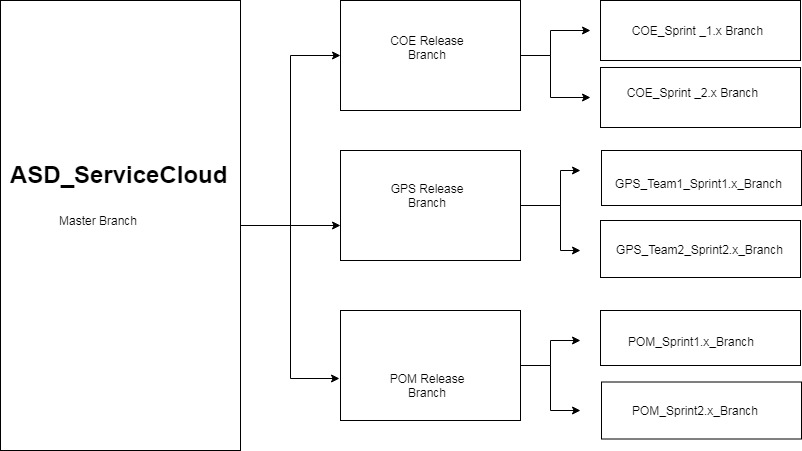 ASD_ServiceCloud
Master Branch
COE Release
Branch
COE_Sprint _1.x Branch
COE_Sprint _2.x Branch
GPS Release
Branch
GPS_Team1_Sprint1.x_Branch
GPS_Team2_Sprint2.x_Branch
POM Release
Branch
POM_Sprint1.x_Branch
POM_Sprint2.x_Branch